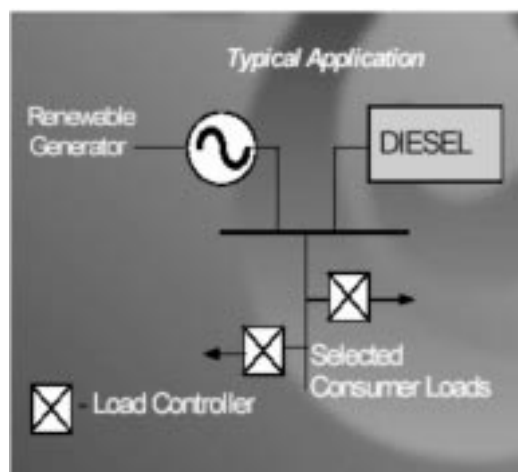 Typical Application
Renewable
Generator
DIESEL
Selected
Consumer Loads
- Load Controller